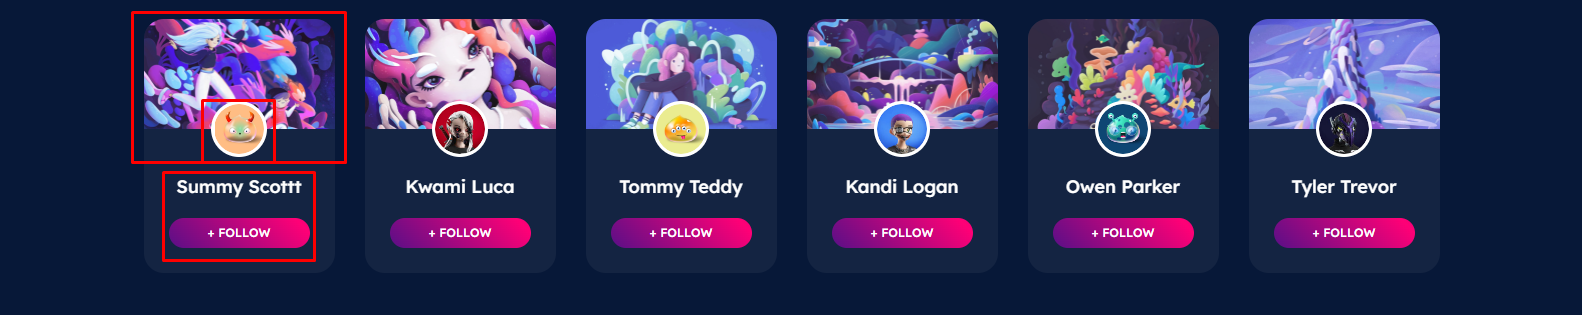 Summy Scottt
Kwami Luca
Tommy Teddy
Kandi Logan
Owen Parker
Tyler Trevor
+ FOLLOW
+ FOLLOW
+ FOLLOW
+ FOLLOW
+ FOLLOW
+ FOLLOW